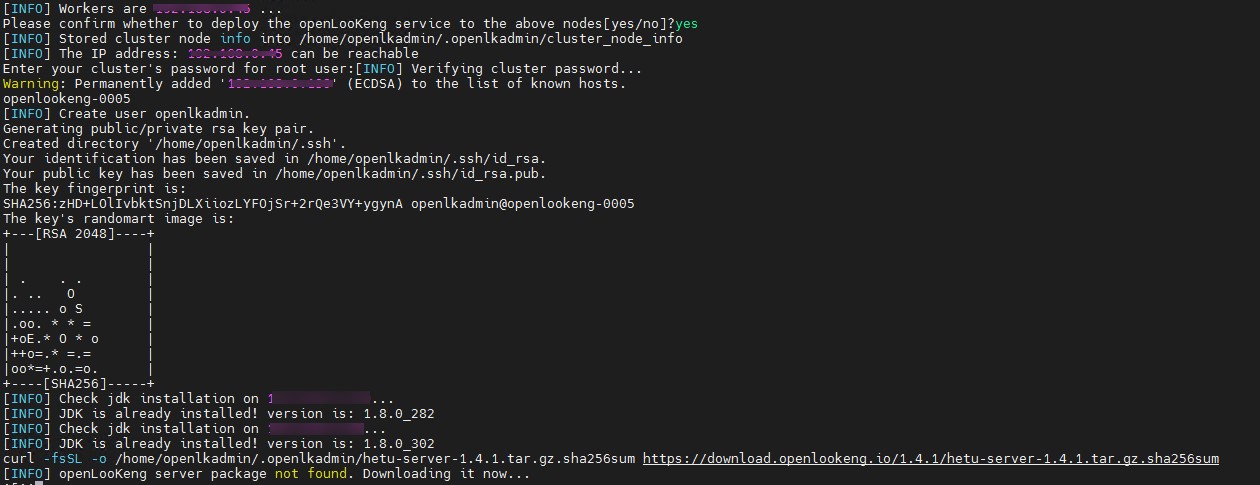 [INFO] Workers are ...
Please confirm whether to deploy the openLooKeng service to the above nodes[yes/no]?yes
[INFO] Stored cluster node info into /home/openlkadmin/.openlkadmin/cluster_node_info
[INFO] The IP address: can be reachable
Enter your cluster's password for root user:[INFO] Verifying cluster password...
Warning: Permanently added '' (ECDSA) to the list of known hosts.
openlookeng-0005
[INFO] Create user openlkadmin.
Generating public/private rsa key pair.
Created directory '/home/openlkadmin/.ssh'.
Your identification has been saved in /home/openlkadmin/.ssh/id_rsa.
Your public key has been saved in /home/openlkadmin/.ssh/id_rsa.pub.
The key fingerprint is:
SHA256:zHD+LOlIvbktSnjDLXiiozLYFOjSr+2rQe3VY+ygynA openlkadmin@openlookeng-0005
The key's randomart image is:
+---[RSA 2048]----+
|                 |
|                 |
| .    . .        |
|. ..   O         |
|..... o S        |
|.oo. * * =       |
|+oE.* O * o      |
|++o=.* =.=       |
|oo*=+.o.=o.      |
+----[SHA256]-----+
[INFO] Check jdk installation on 1...
[INFO] JDK is already installed! version is: 1.8.0_282
[INFO] Check jdk installation on ...
[INFO] JDK is already installed! version is: 1.8.0_302
curl -fsSL -o /home/openlkadmin/.openlkadmin/hetu-server-1.4.1.tar.gz.sha256sum https://download.openlookeng.io/1.4.1/hetu-server-1.4.1.tar.gz.sha256sum
[INFO] openLooKeng server package not found. Downloading it now...